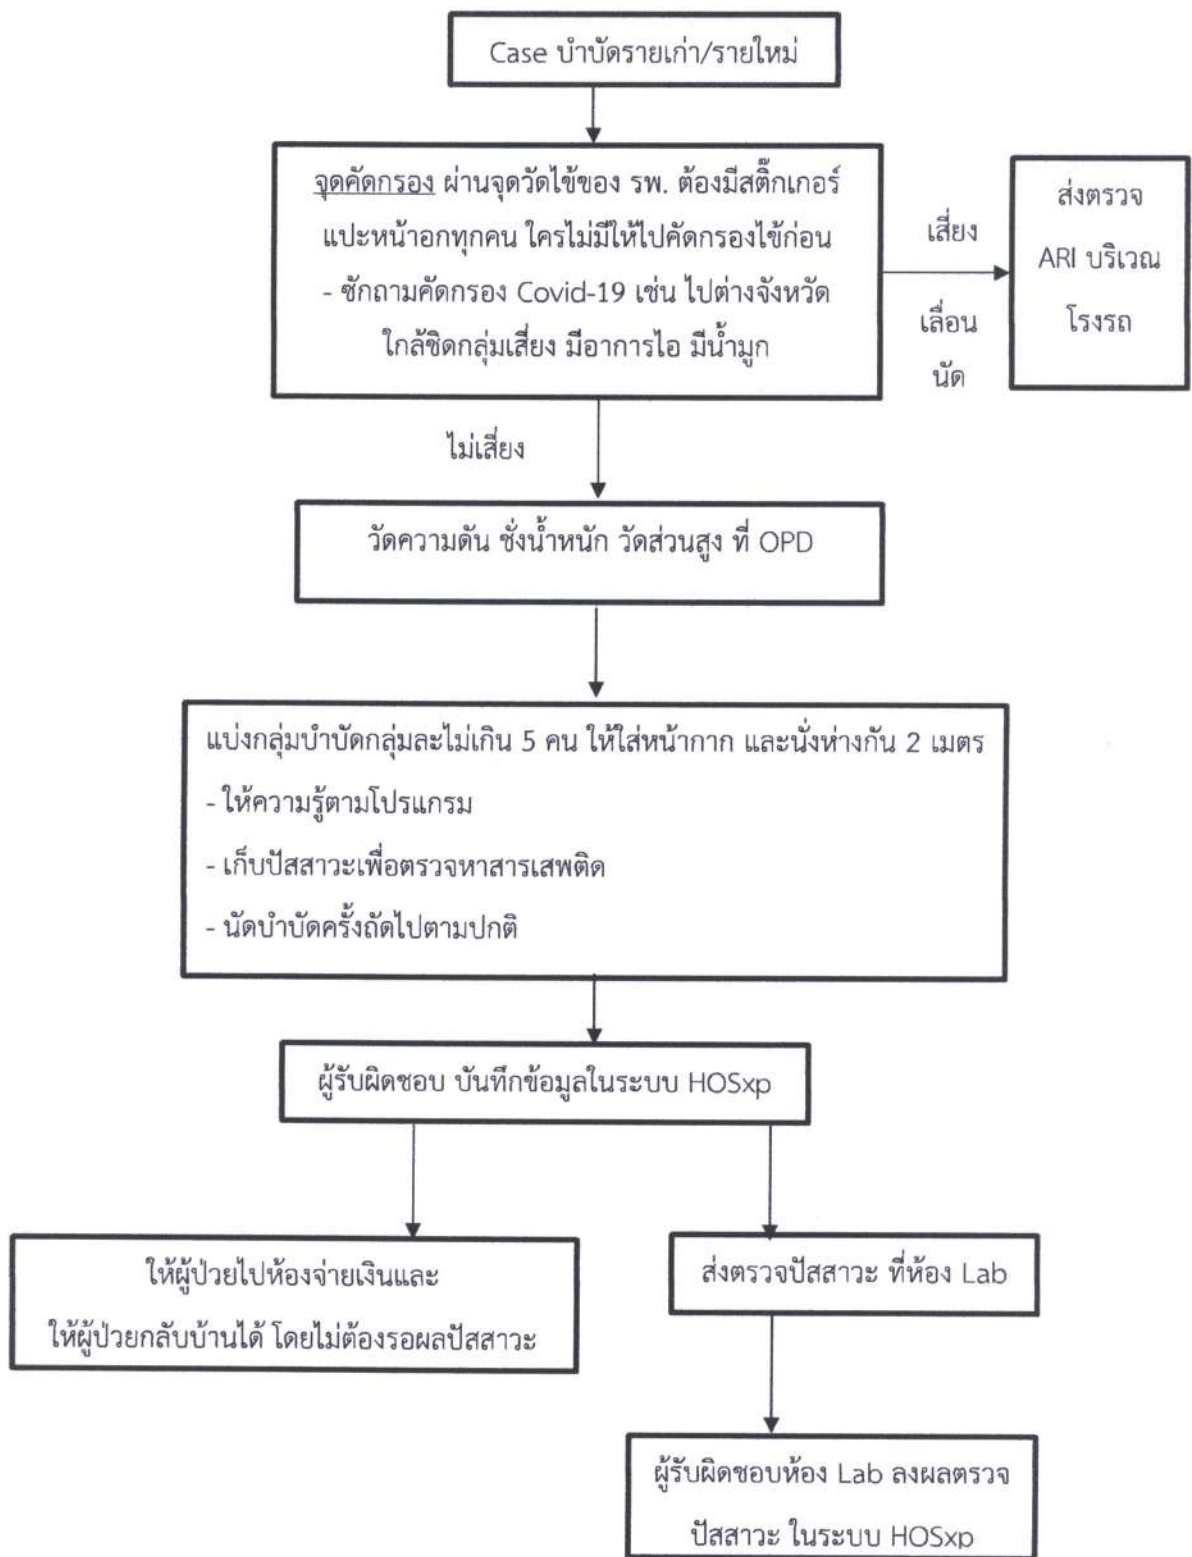 Case บำบัดรายเก่า/รายใหม่
จุดคัดกรอง ผ่านจุดวัดไข้ของ รพ. ต้องมีสติ๊กเกอร์
แปะหน้าอกทุกคน ใครไม่มีให้ไปคัดกรองไข้ก่อน
- ซักถามคัดกรอง Covid-19 เช่น ไปต่างจังหวัด
ใกล้ชิดกลุ่มเสี่ยง มีอาการไอ มีน้ำมูก
เสี่ยง
เลื่อน
นัด
ส่งตรวจ
ARI บริเวณ
โรงรถ
ไม่เสี่ยง
วัดความดัน ชั่งน้ำหนัก วัดส่วนสูง ที่ OPD
แบ่งกลุ่มบำบัดกลุ่มละไม่เกิน 5 คน ให้ใส่หน้ากาก และนั่งห่างกัน 2 เมตร
- ให้ความรู้ตามโปรแกรม
- เก็บปัสสาวะเพื่อตรวจหาสารเสพติด
- นัดบำบัดครั้งถัดไปตามปกติ
ผู้รับผิดชอบ บันทึกข้อมูลในระบบ HOSxp
ให้ผู้ป่วยไปห้องจ่ายเงินและ
ให้ผู้ป่วยกลับบ้านได้ โดยไม่ต้องรอผลปัสสาวะ
ส่งตรวจปัสสาวะ ที่ห้อง Lab
ผู้รับผิดชอบห้อง Lab ลงผลตรวจ
ปัสสาวะ ในระบบ HOSxp